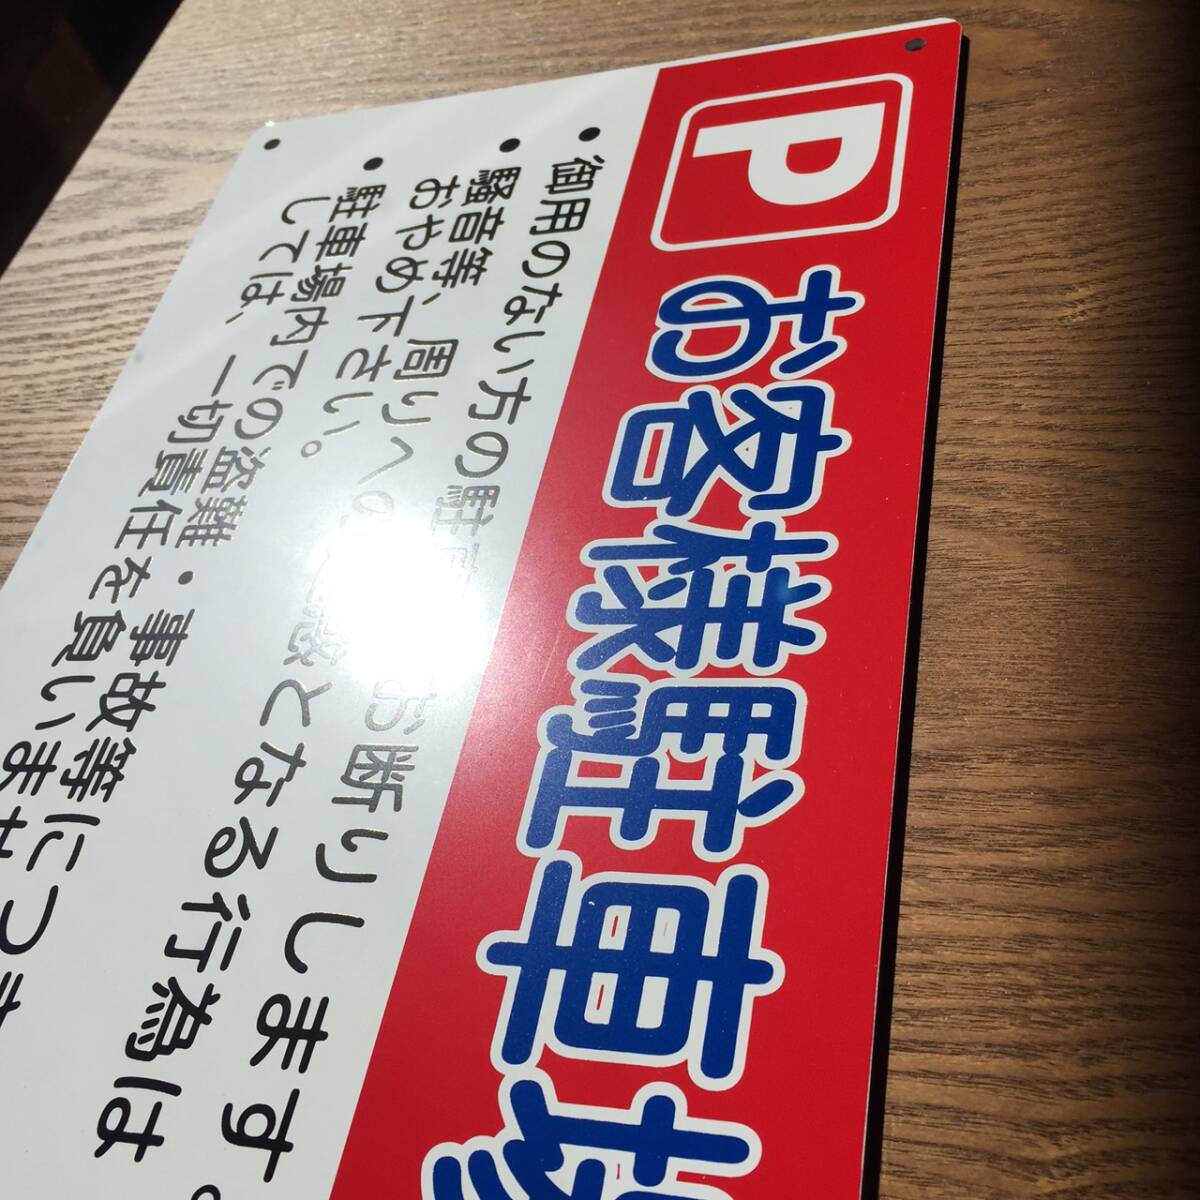 P お客様駐車場
・御用のない方の駐 お断りします。
・騒音等、周りへの 惑となる行為は
おやめ下さい。
・駐車場内での盗難・事故等につき
しては、一切責任を負いませ